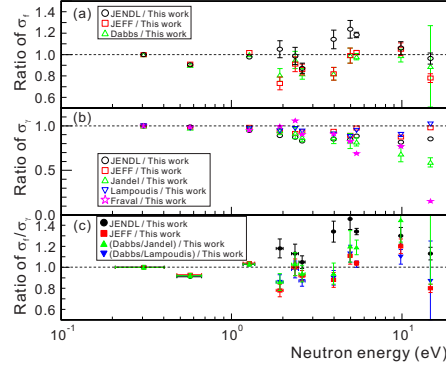 (a)
JENDL / This work
JEFF / This work
Dabbs / This work
Ratio of σf
1.4
1.2
1.0
0.8
0.6
(b)
JENDL / This work
JEFF / This work
Jandel / This work
Lampoudis / This work
Fraval / This work
Ratio of σγ
1.0
0.5
0.0
(c)
JENDL / This work
JEFF / This work
(Dabbs/Jandel) / This work
(Dabbs/Lampoudis) / This work
Ratio of σf/σγ
1.4
1.2
1.0
0.8
0.6
10⁻¹
10⁰
10¹
Neutron energy (eV)